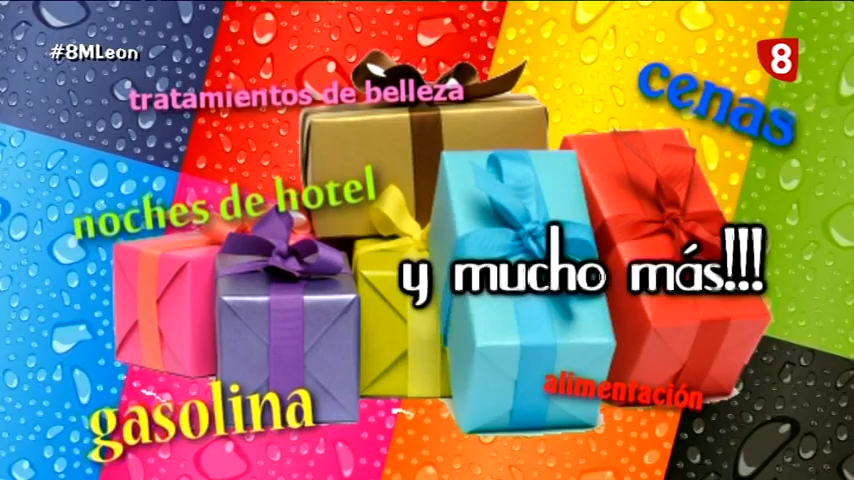 #8MLeon
8
tratamientos de belleza
cenas
noches de hotel
y mucho más!!!
gasolina
alimentación